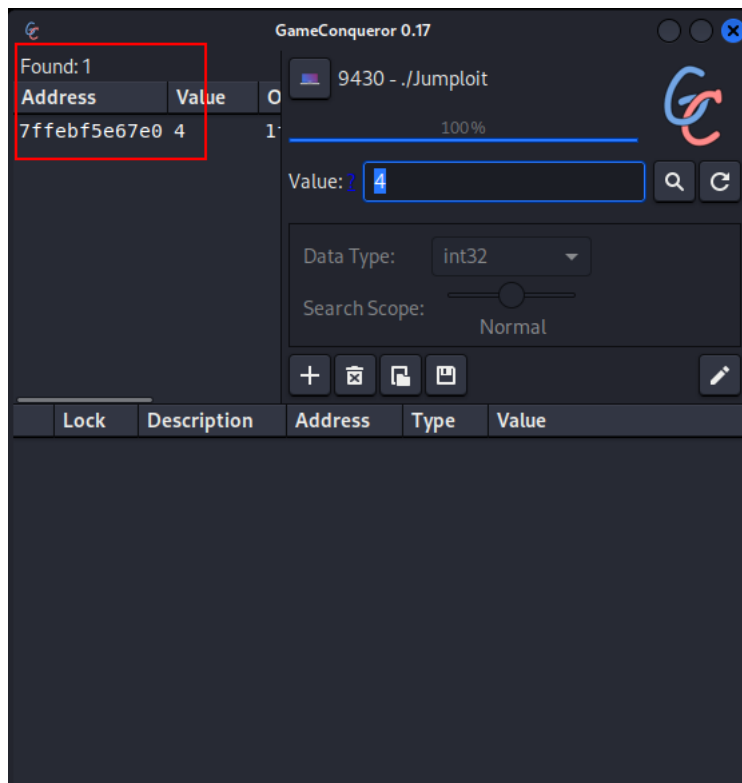 GameConqueror 0.17
Found: 1
Address Value O
7ffebf5e67e0 4 1
9430 - ./Jumploit
100%
Value: ? 4
Data Type: int32
Search Scope:
Normal
Lock Description Address Type Value